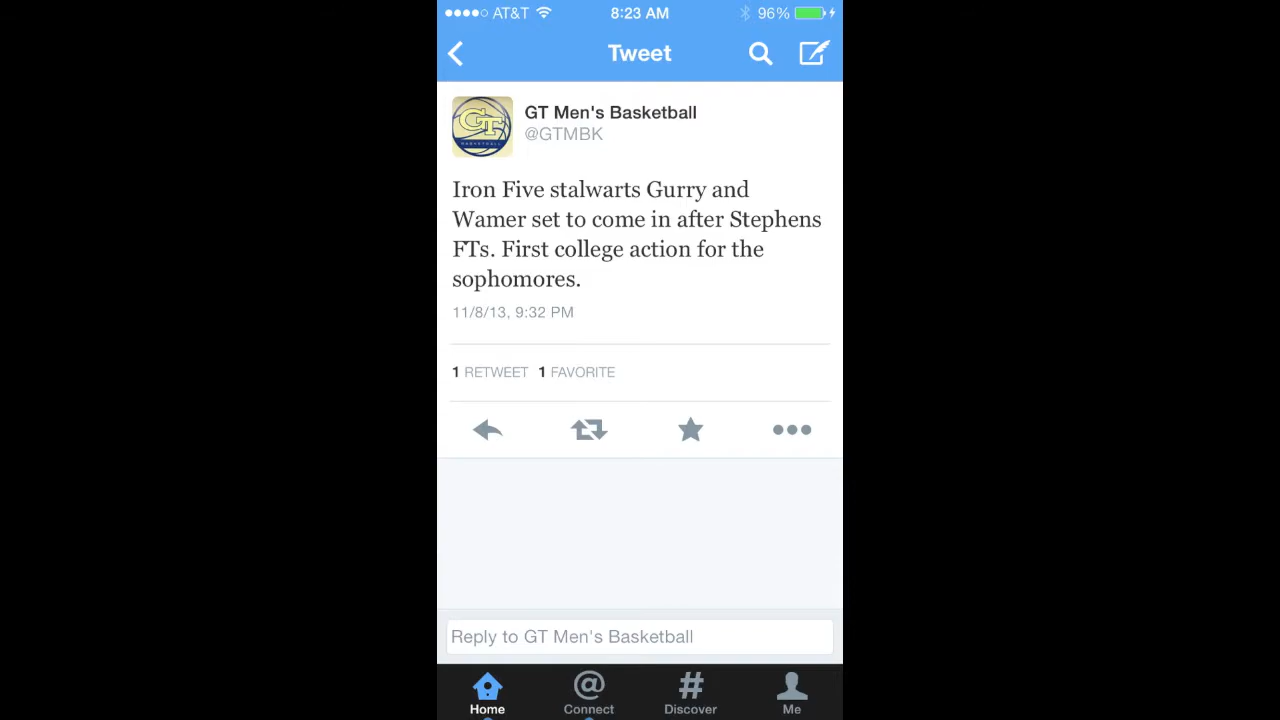 AT&T 8:23 AM 96%
Tweet
GT Men's Basketball
@GTMBK
GT
BASKETBALL
Iron Five stalwarts Gurry and
Wamer set to come in after Stephens
FTs. First college action for the
sophomores.
11/8/13, 9:32 PM
1 RETWEET 1 FAVORITE
Reply to GT Men's Basketball
Home Connect Discover Me